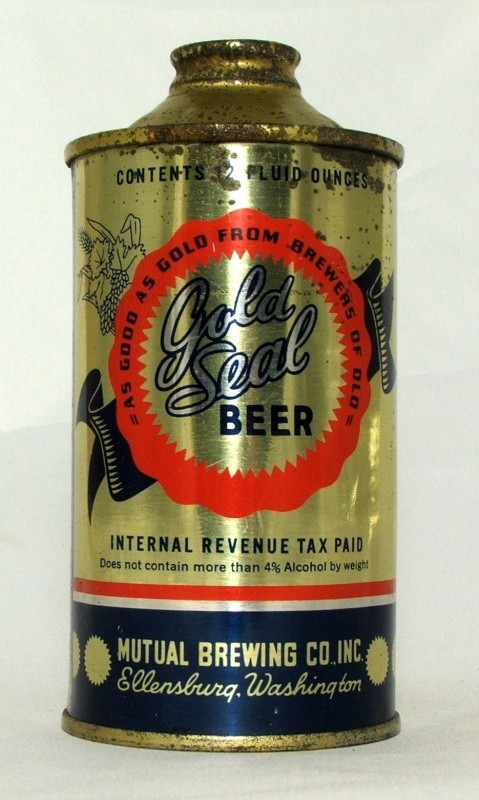 CONTENTS 12 FLUID OUNCES
"AS GOOD AS GOLD FROM BREWERS OF OLD"
Gold
Seal
BEER
INTERNAL REVENUE TAX PAID
Does not contain more than 4% Alcohol by weight
MUTUAL BREWING CO., INC.
Ellensburg, Washington